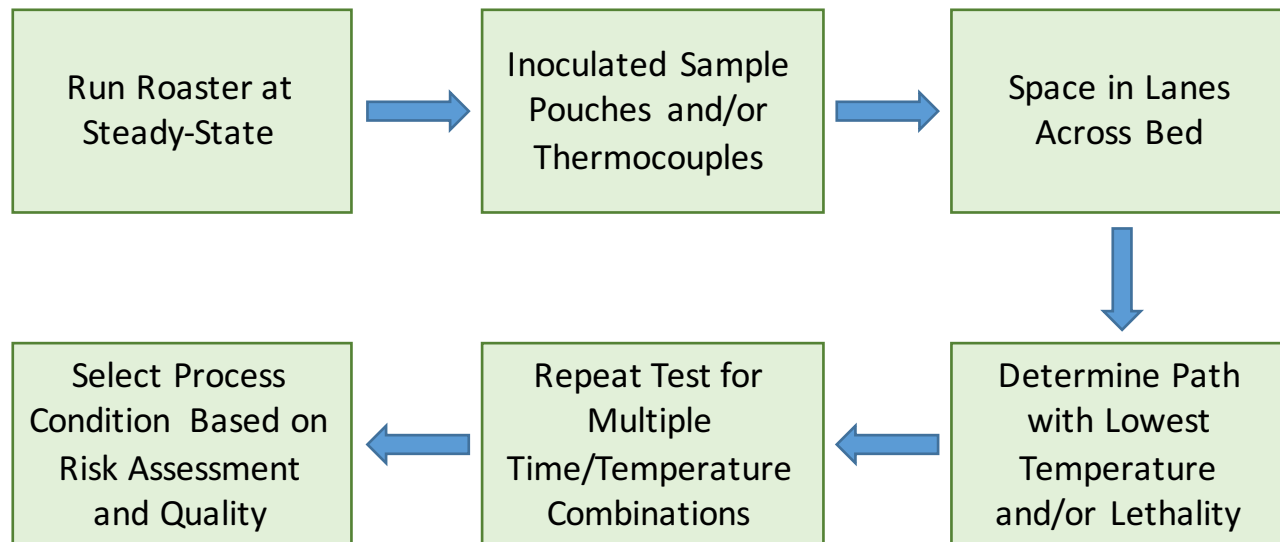 Run Roaster at
Steady-State
Inoculated Sample
Pouches and/or
Thermocouples
Space in Lanes
Across Bed
Determine Path
with Lowest
Temperature
and/or Lethality
Repeat Test for
Multiple
Time/Temperature
Combinations
Select Process
Condition Based on
Risk Assessment
and Quality